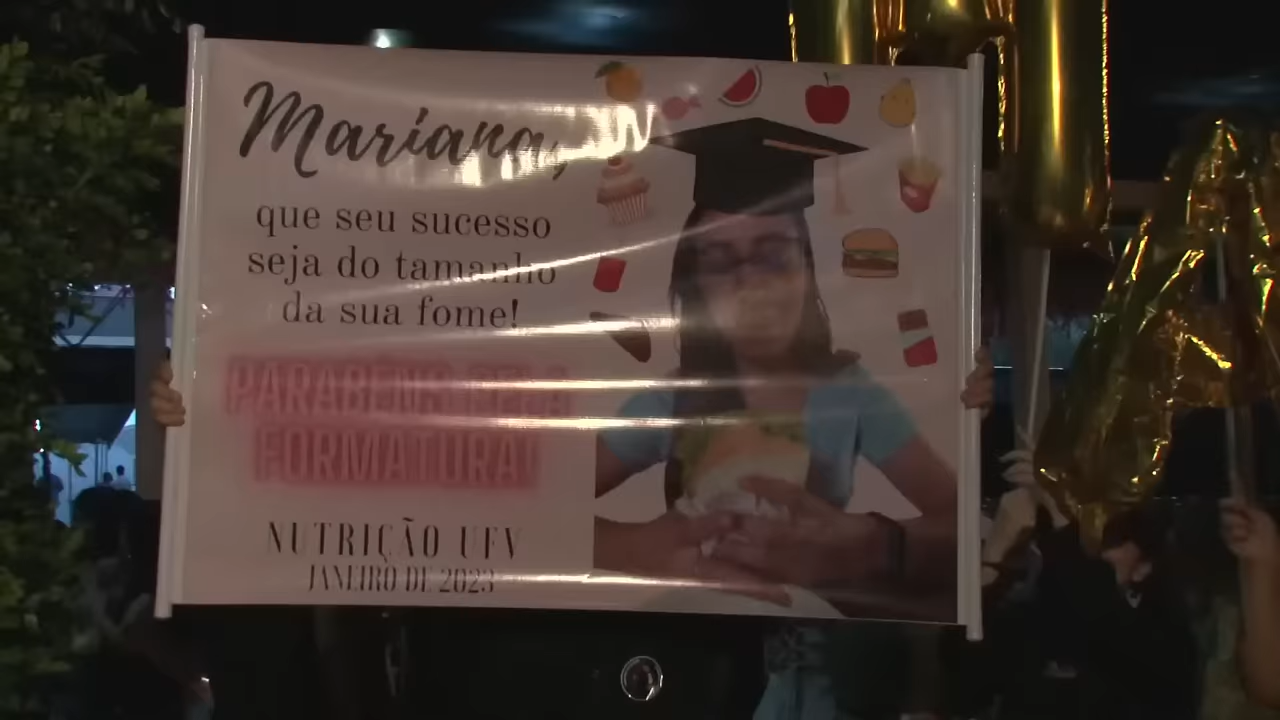 Mariana,
que seu sucesso
seja do tamanho
da sua fome!
PARABÉNS PELA
FORMATURA!
NUTRIÇÃO UFV
JANEIRO DE 2023